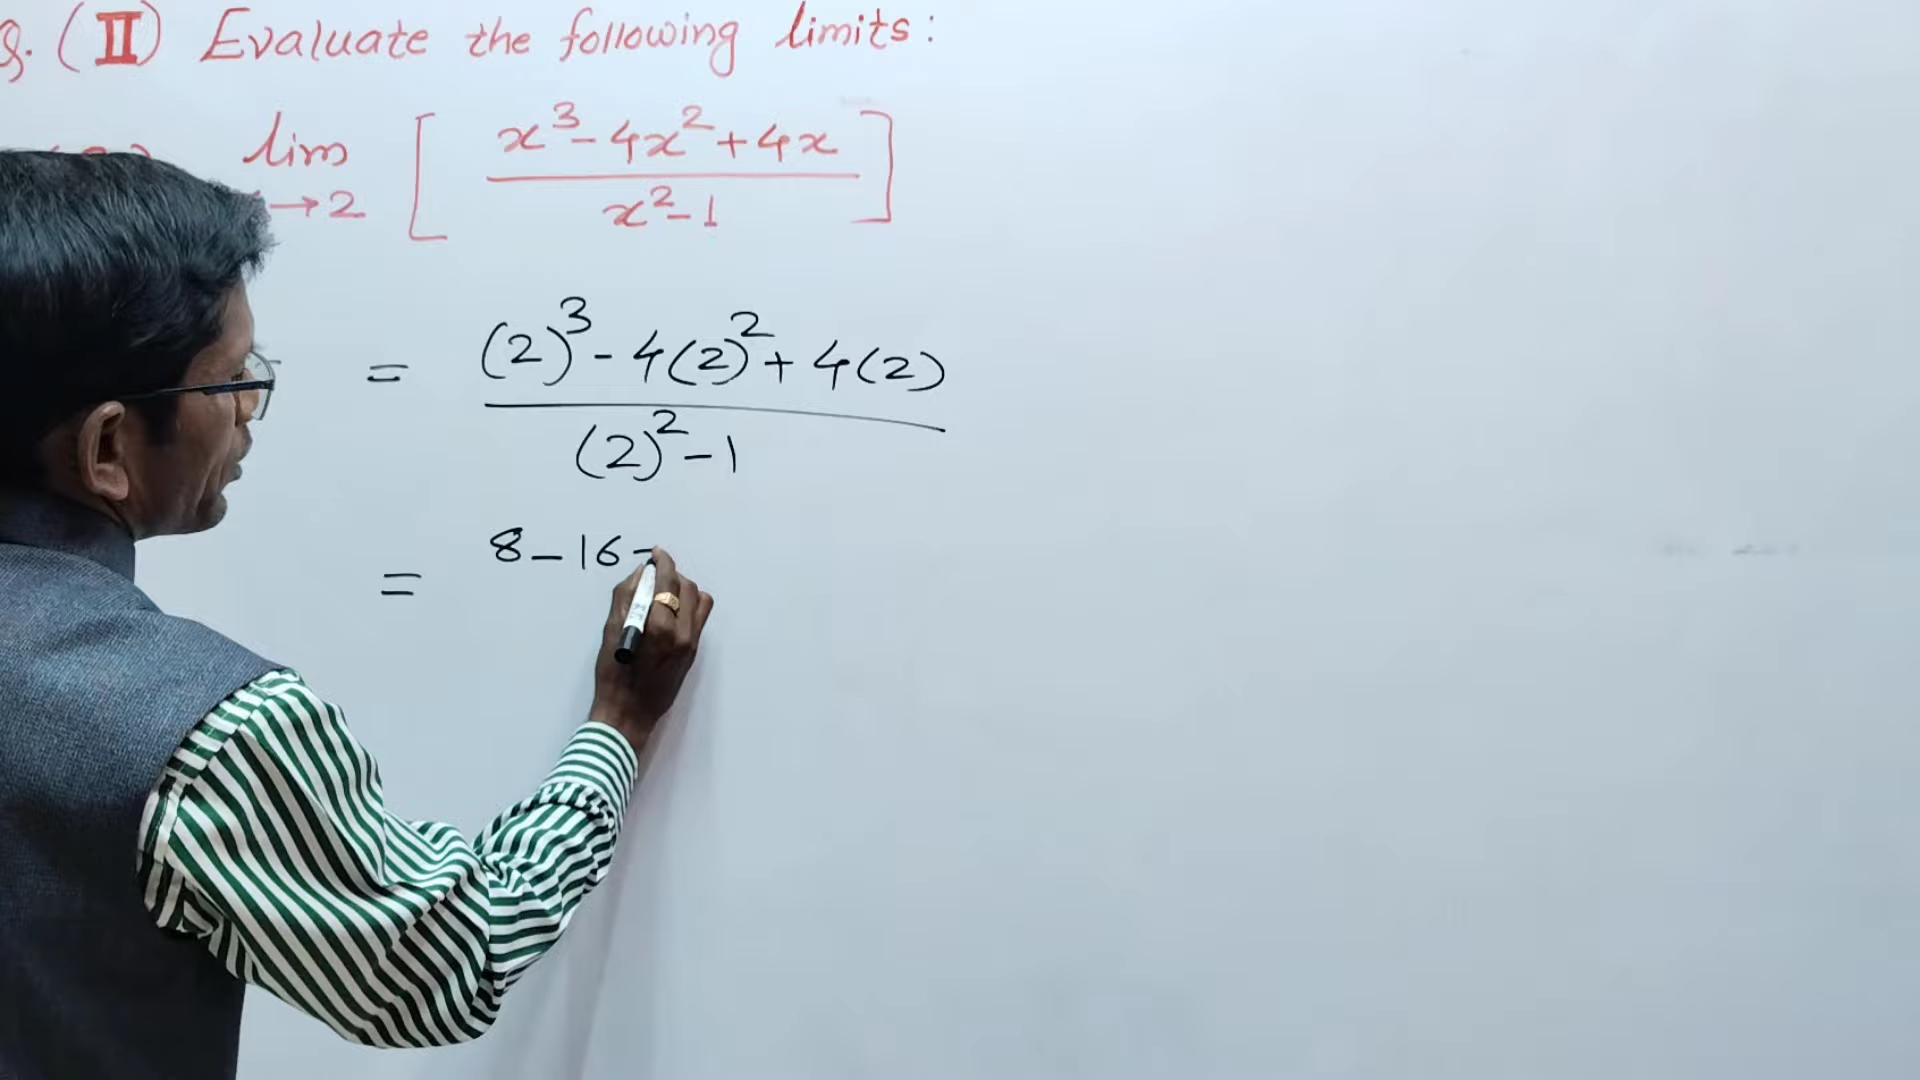 Q. (II) Evaluate the following limits:
lim [ x³ - 4x² + 4x ]
→2 x² - 1
= (2)³ - 4(2)² + 4(2)
(2)² - 1
= 8 - 16